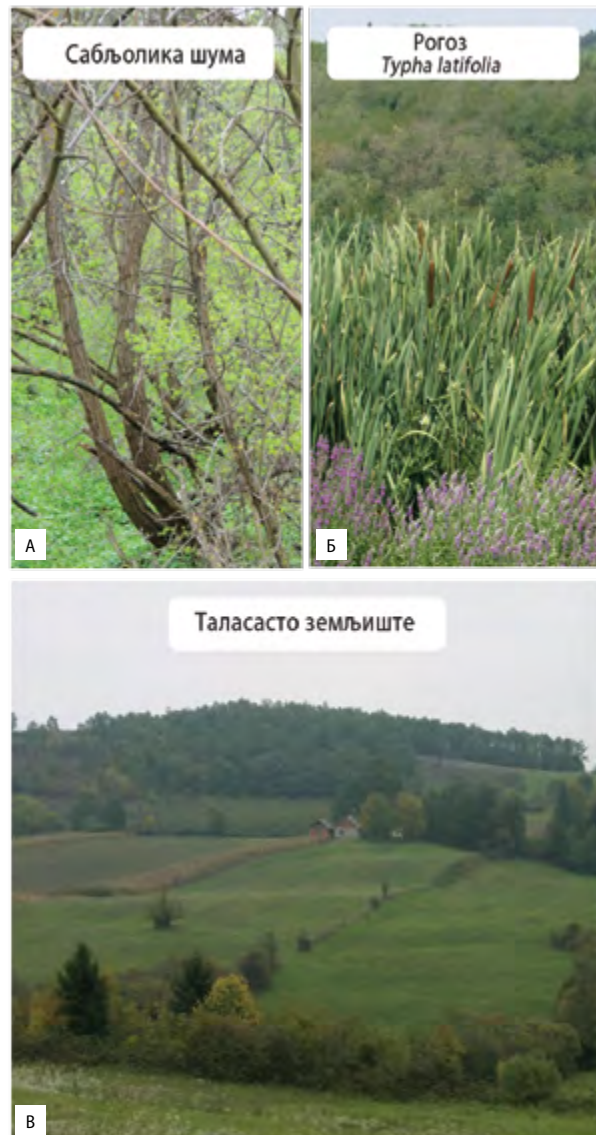 Сабљолика шума
Рогоз
Typha latifolia
А
Б
Таласасто земљиште
В